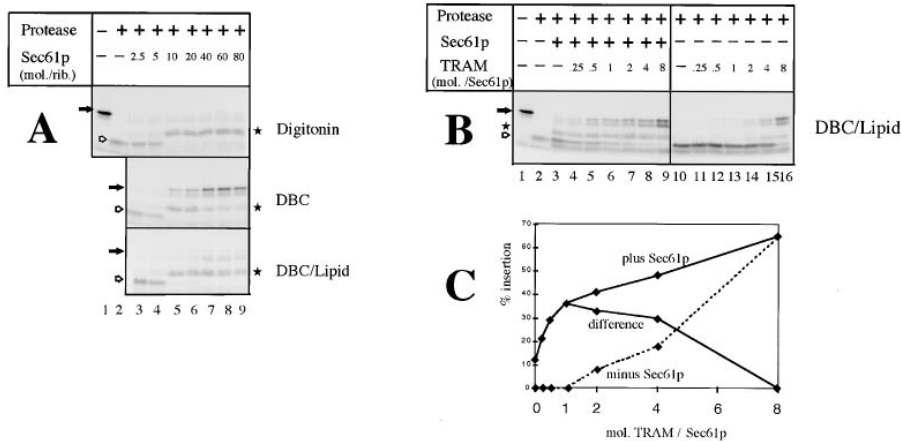 A
Protease – + + + + + + + +
Sec61p – – 2.5 5 10 20 40 60 80
(mol./rib.)
★ Digitonin
DBC
★
★ DBC/Lipid
1 2 3 4 5 6 7 8 9
B
Protease – + + + + + + + + + + + + + + +
Sec61p – – + + + + + + + – – – – – – –
TRAM – – – .25 .5 1 2 4 8 – .25 .5 1 2 4 8
(mol. /Sec61p)
★
DBC/Lipid
1 2 3 4 5 6 7 8 9 10 11 12 13 14 15 16
C
70
60
50
40
30
20
10
0
% insertion
plus Sec61p
difference
minus Sec61p
0 1 2 4 8
mol. TRAM / Sec61p